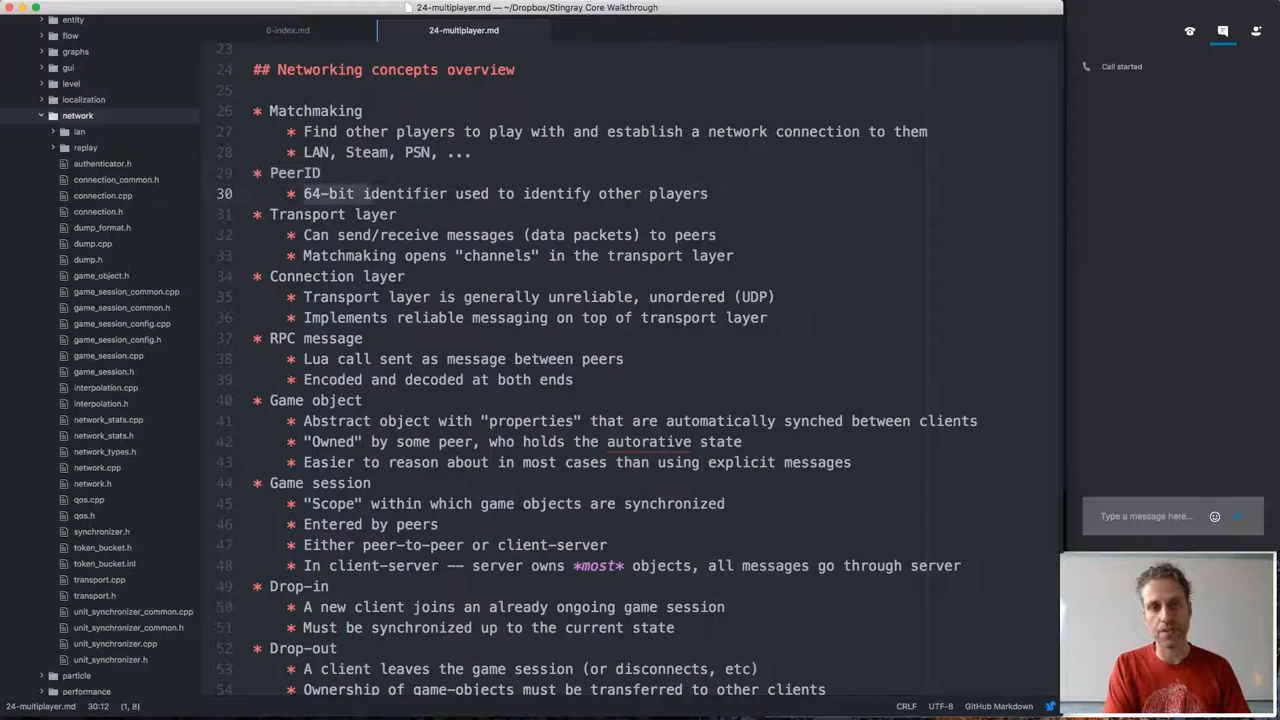 24-multiplayer.md — ~/Dropbox/Stingray Core Walkthrough
0-index.md
24-multiplayer.md
entity
flow
graphs
gui
level
localization
network
lan
replay
authenticator.h
connection_common.h
connection.cpp
connection.h
dump_format.h
dump.cpp
dump.h
game_object.h
game_session_common.cpp
game_session_common.h
game_session_config.cpp
game_session_config.h
game_session.cpp
game_session.h
interpolation.cpp
interpolation.h
network_stats.cpp
network_stats.h
network_types.h
network.cpp
network.h
qos.cpp
qos.h
synchronizer.h
token_bucket.h
token_bucket.inl
transport.cpp
transport.h
unit_synchronizer_common.cpp
unit_synchronizer_common.h
unit_synchronizer.cpp
unit_synchronizer.h
particle
performance
23
24 ## Networking concepts overview
25
26 * Matchmaking
27 * Find other players to play with and establish a network connection to them
28 * LAN, Steam, PSN, ...
29 * PeerID
30 * 64-bit identifier used to identify other players
31 * Transport layer
32 * Can send/receive messages (data packets) to peers
33 * Matchmaking opens "channels" in the transport layer
34 * Connection layer
35 * Transport layer is generally unreliable, unordered (UDP)
36 * Implements reliable messaging on top of transport layer
37 * RPC message
38 * Lua call sent as message between peers
39 * Encoded and decoded at both ends
40 * Game object
41 * Abstract object with "properties" that are automatically synched between clients
42 * "Owned" by some peer, who holds the autorative state
43 * Easier to reason about in most cases than using explicit messages
44 * Game session
45 * "Scope" within which game objects are synchronized
46 * Entered by peers
47 * Either peer-to-peer or client-server
48 * In client-server -- server owns *most* objects, all messages go through server
49 * Drop-in
50 * A new client joins an already ongoing game session
51 * Must be synchronized up to the current state
52 * Drop-out
53 * A client leaves the game session (or disconnects, etc)
54 * Ownership of game-objects must be transferred to other clients
24-multiplayer.md 30:12 (1, 8)
CRLF UTF-8 GitHub Markdown
Call started
Type a message here...